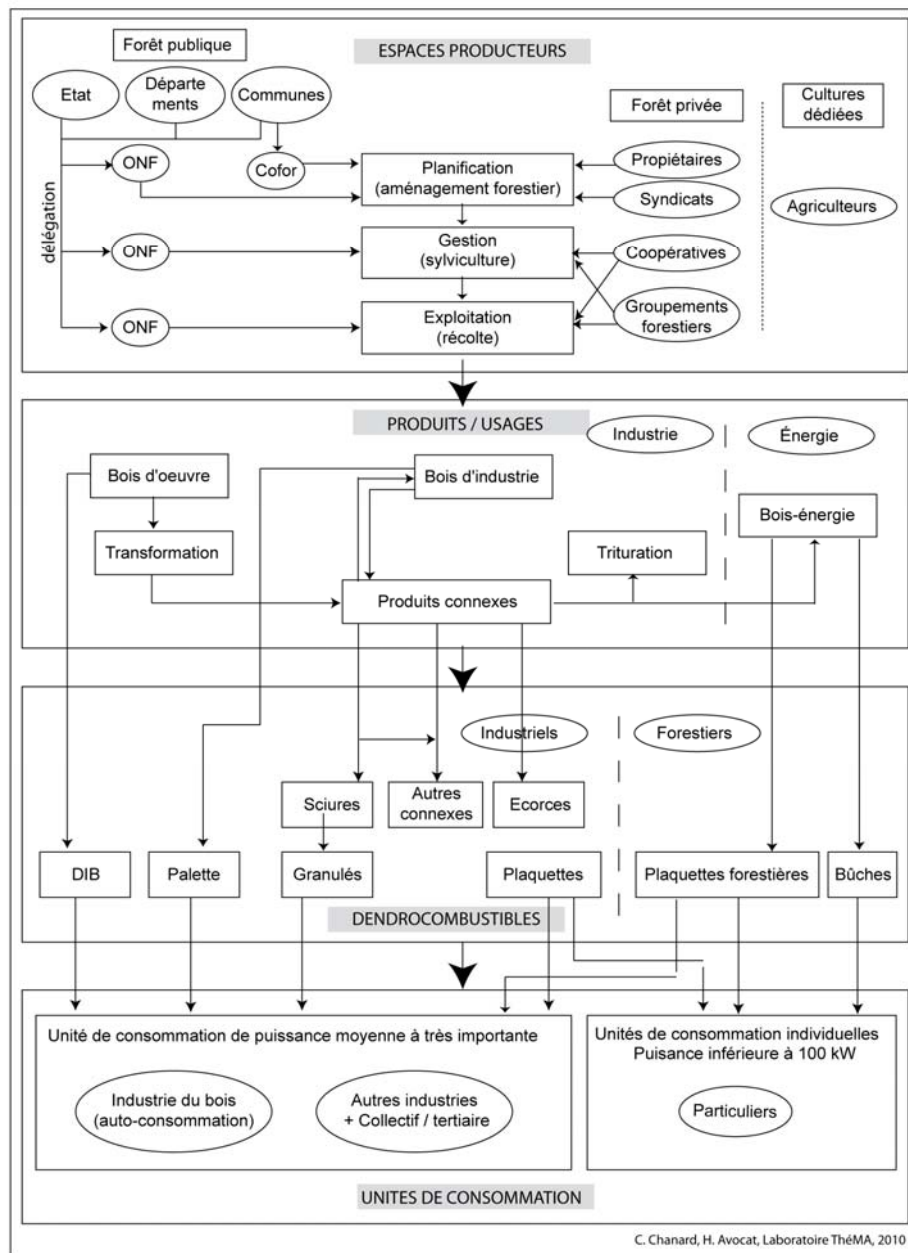 ESPACES PRODUCTEURS
Forêt publique
Etat
Départe
ments
Communes
Forêt privée
Cultures
dédiées
ONF
Cofor
Planification
(aménagement forestier)
Propiétaires
Syndicats
Agriculteurs
délégation
ONF
Gestion
(sylviculture)
Coopératives
ONF
Exploitation
(récolte)
Groupements
forestiers
PRODUITS / USAGES
Industrie
Énergie
Bois d'oeuvre
Bois d'industrie
Bois-énergie
Transformation
Trituration
Produits connexes
Industriels
Forestiers
Sciures
Autres
connexes
Ecorces
DIB
Palette
Granulés
Plaquettes
Plaquettes forestières
Bûches
DENDROCOMBUSTIBLES
Unité de consommation de puissance moyenne à très importante
Industrie du bois
(auto-consommation)
Autres industries
+ Collectif / tertiaire
Unités de consommation individuelles
Puisance inférieure à 100 kW
Particuliers
UNITES DE CONSOMMATION
C. Chanard, H. Avocat, Laboratoire ThéMA, 2010